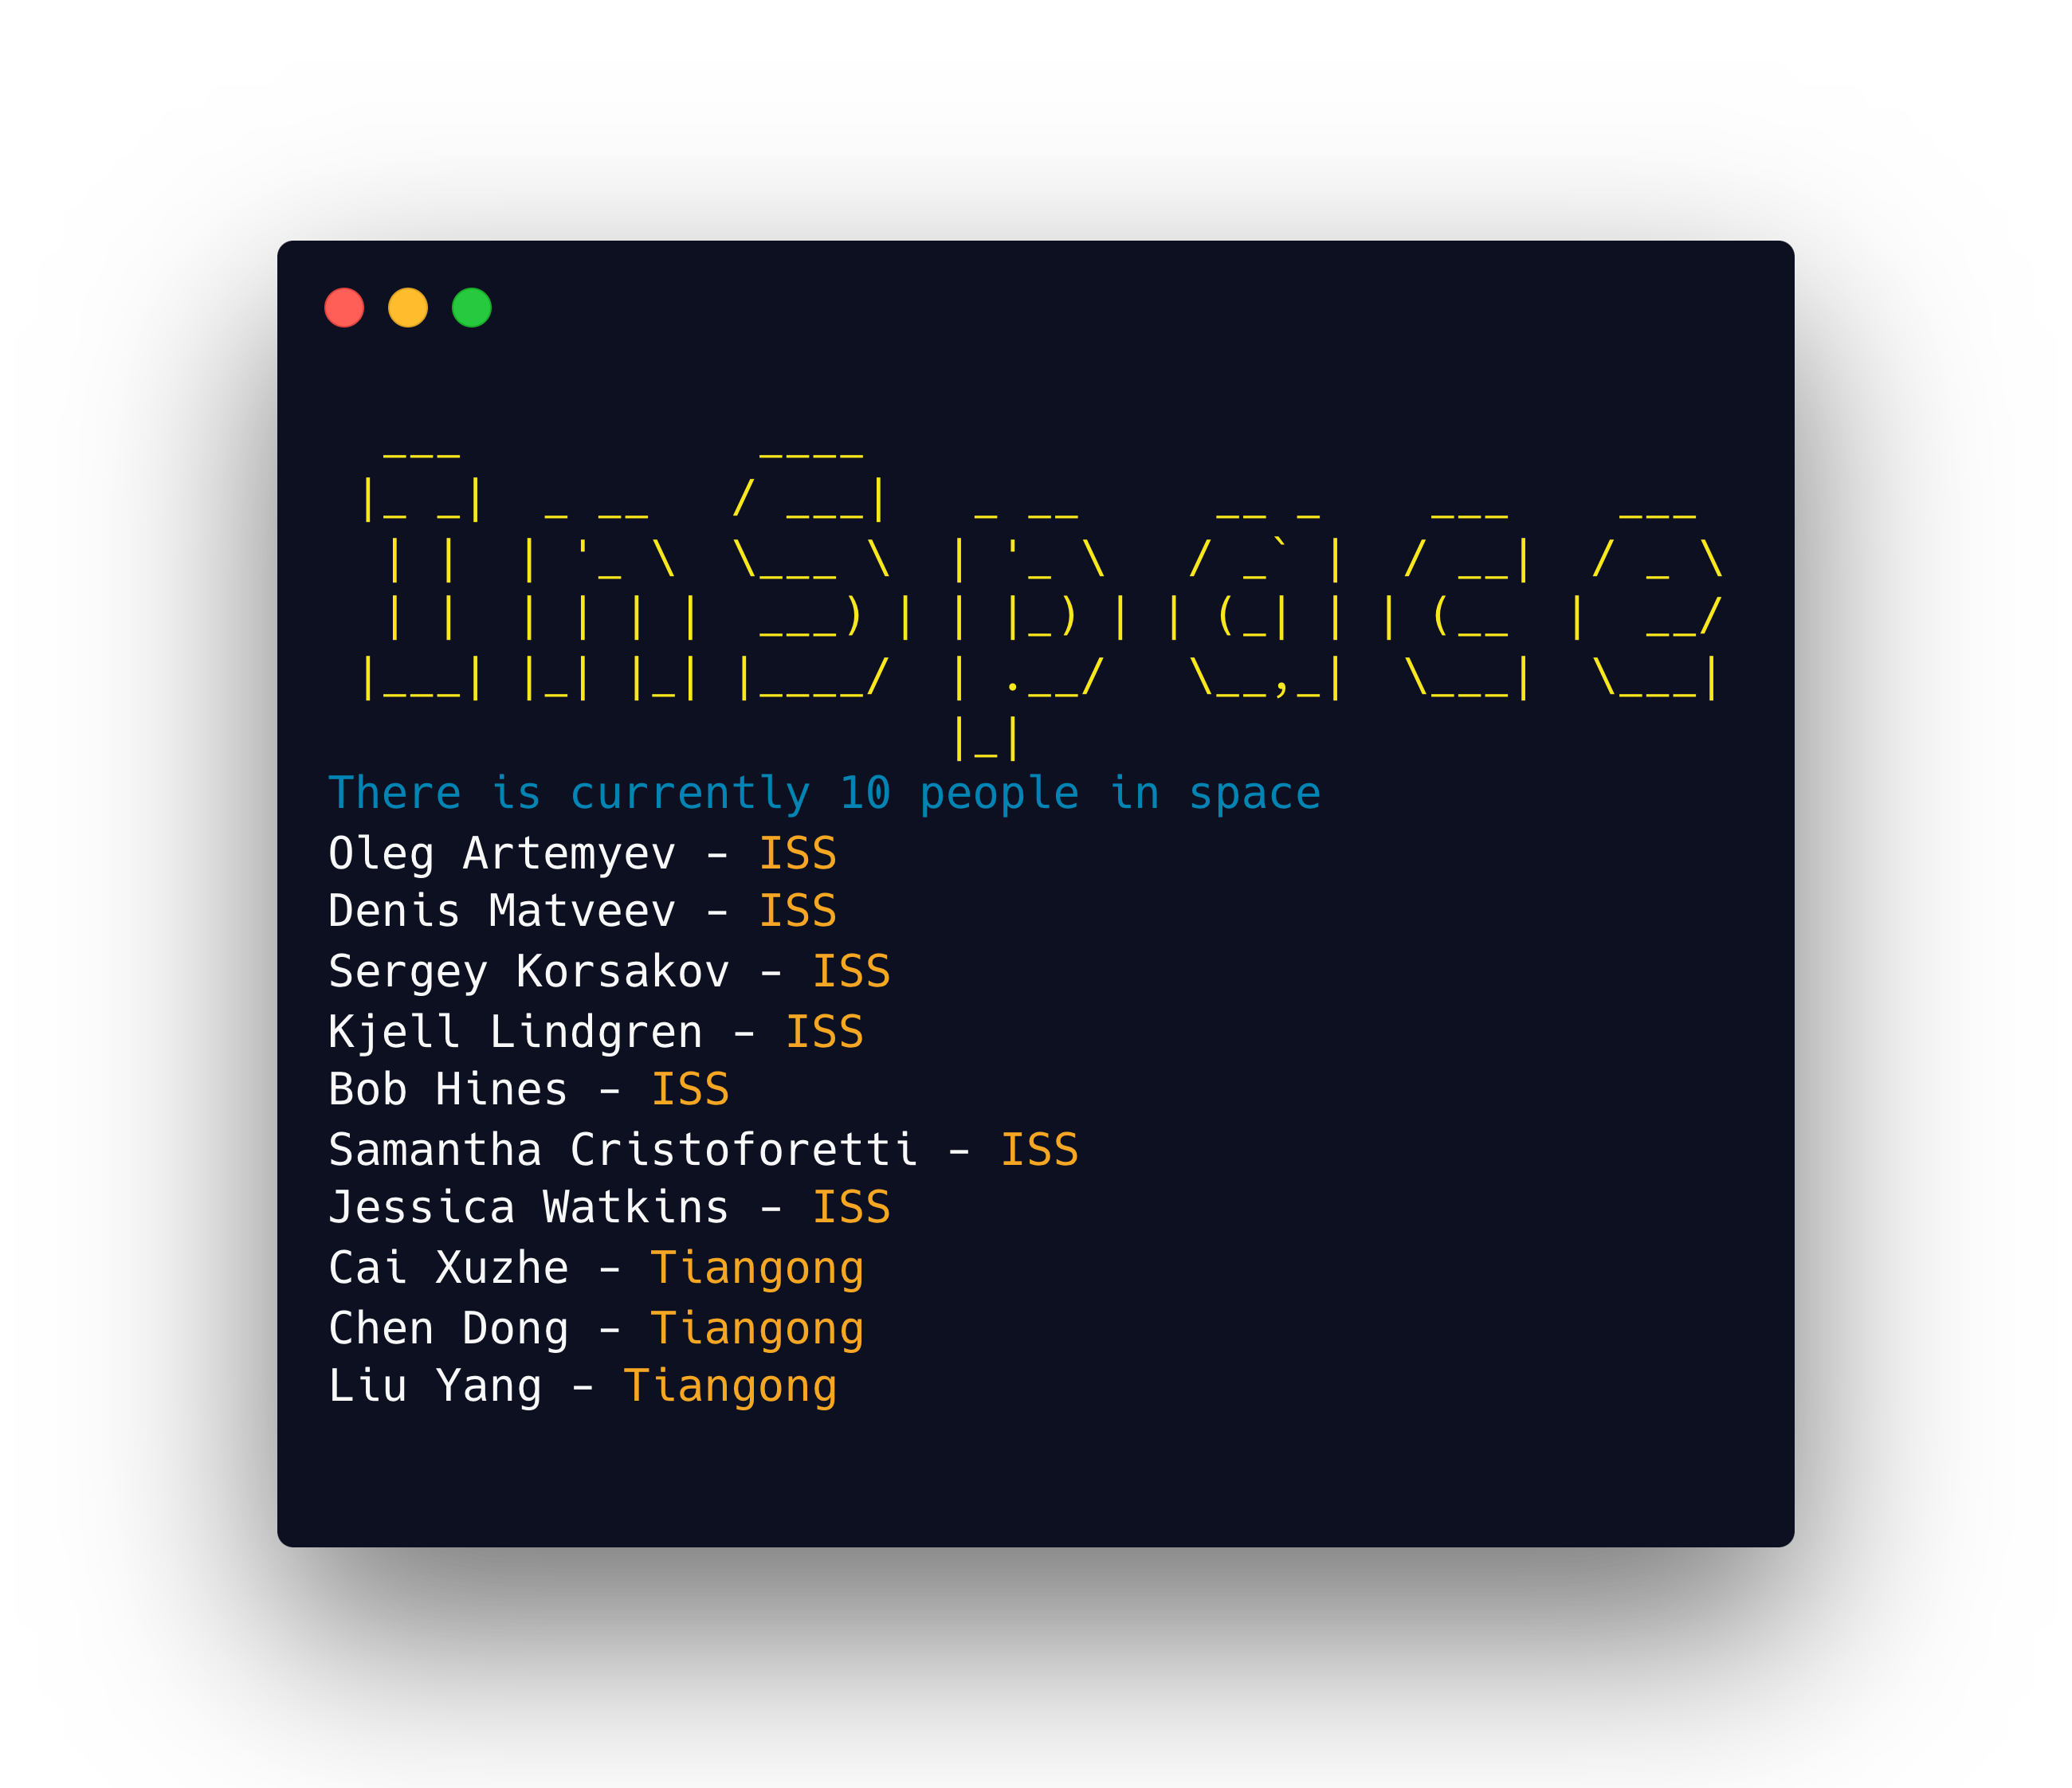 InSpace
There is currently 10 people in space
Oleg Artemyev - ISS
Denis Matveev - ISS
Sergey Korsakov - ISS
Kjell Lindgren - ISS
Bob Hines - ISS
Samantha Cristoforetti - ISS
Jessica Watkins - ISS
Cai Xuzhe - Tiangong
Chen Dong - Tiangong
Liu Yang - Tiangong